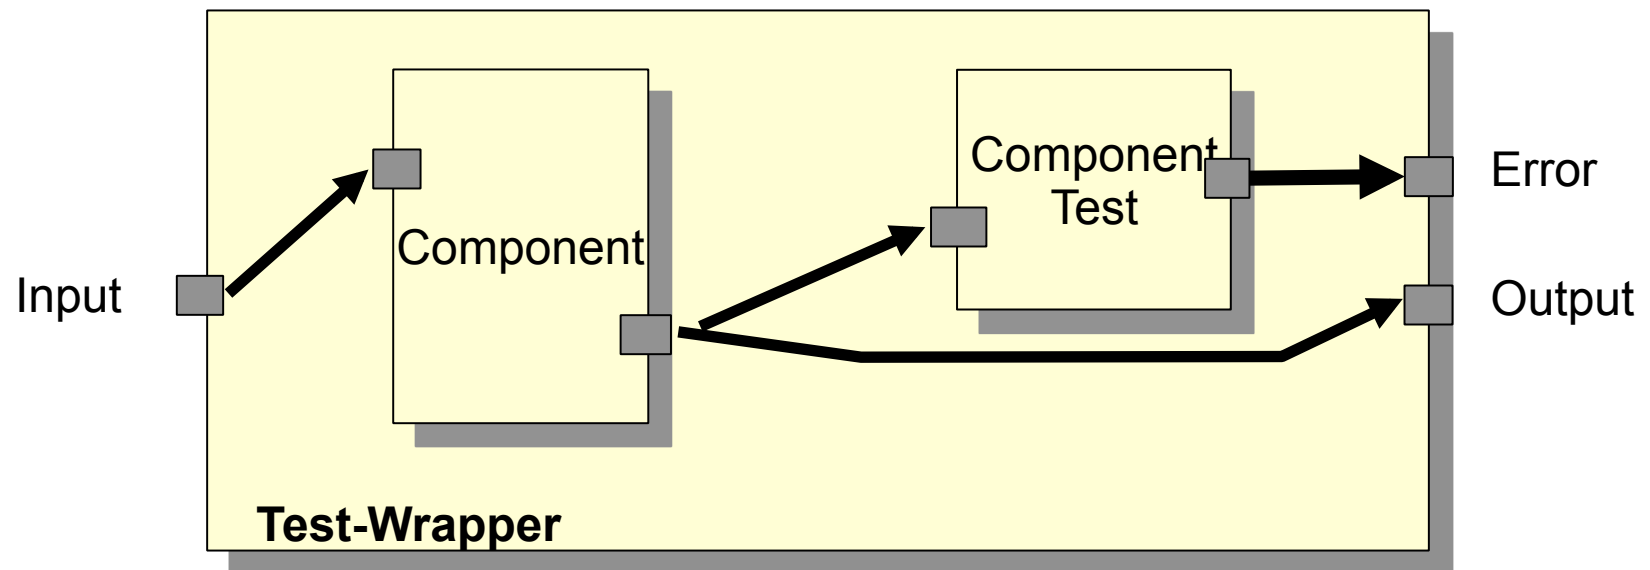 Component
Test
Error
Component
Input
Output
Test-Wrapper